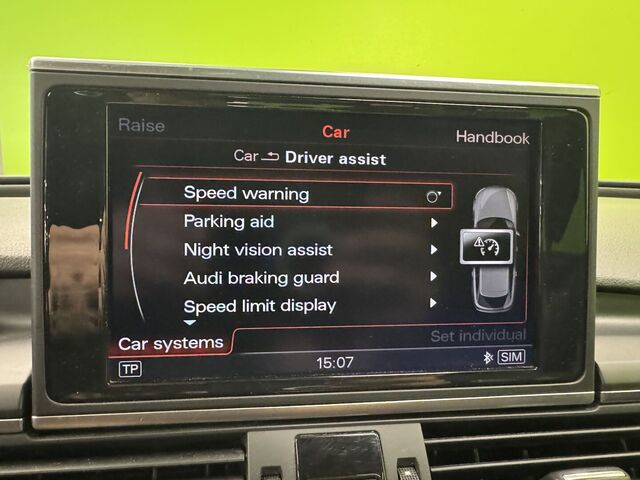 Raise
Car
Handbook
Car Driver assist
Speed warning
Parking aid
Night vision assist
Audi braking guard
Speed limit display
Set individual
Car systems
TP
15:07
SIM